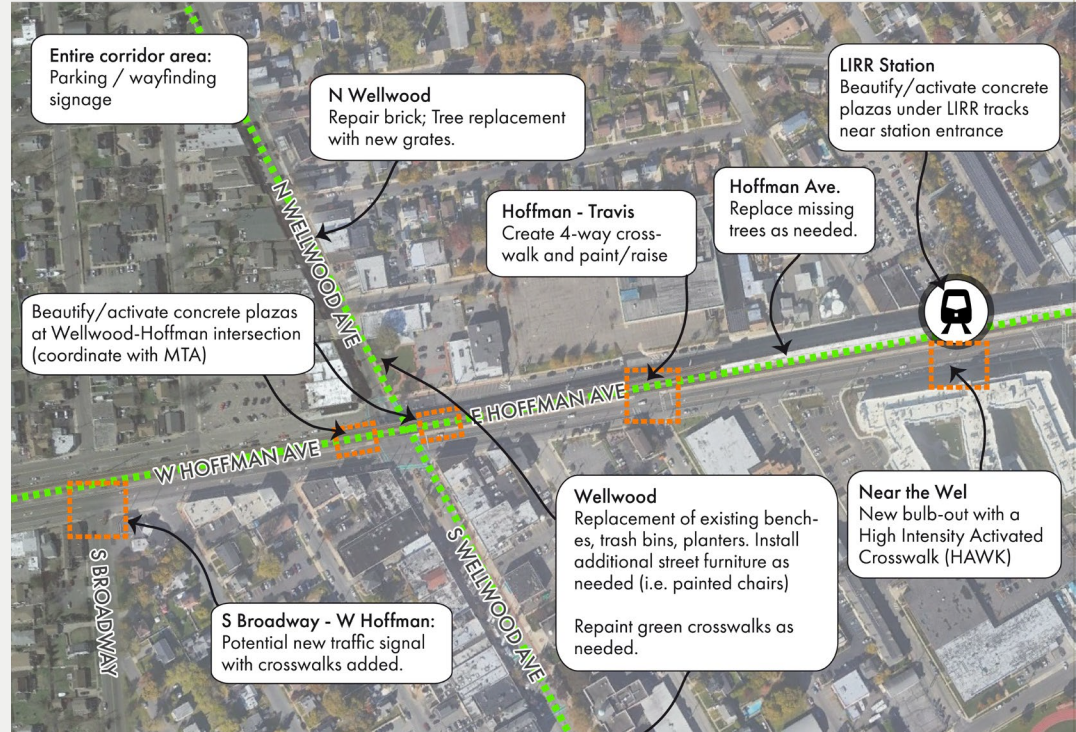 Entire corridor area:
Parking / wayfinding
signage
N Wellwood
Repair brick; Tree replacement
with new grates.
LIRR Station
Beautify/activate concrete
plazas under LIRR tracks
near station entrance
Hoffman - Travis
Create 4-way cross-
walk and paint/raise
Hoffman Ave.
Replace missing
trees as needed.
N WELLWOOD AVE
Beautify/activate concrete plazas
at Wellwood-Hoffman intersection
(coordinate with MTA)
E HOFFMAN AVE
W HOFFMAN AVE
S BROADWAY
S WELLWOOD AVE
Wellwood
Replacement of existing bench-
es, trash bins, planters. Install
additional street furniture as
needed (i.e. painted chairs)
Repaint green crosswalks as
needed.
Near the Wel
New bulb-out with a
High Intensity Activated
Crosswalk (HAWK)
S Broadway - W Hoffman:
Potential new traffic signal
with crosswalks added.